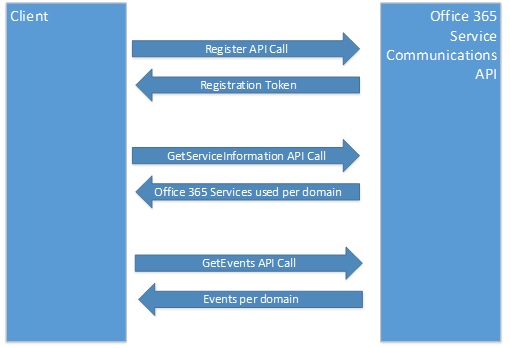 Client
Office 365
Service
Communications
API
Register API Call
Registration Token
GetServiceInformation API Call
Office 365 Services used per domain
GetEvents API Call
Events per domain